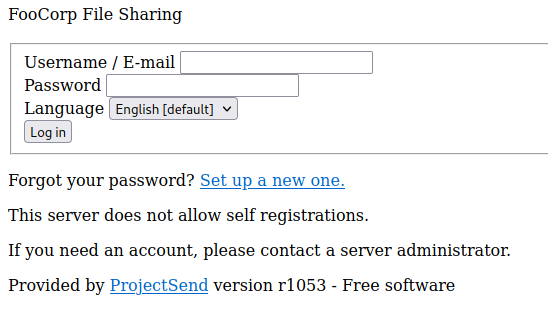 FooCorp File Sharing
Username / E-mail
Password
Language English [default]
Log in
Forgot your password? Set up a new one.
This server does not allow self registrations.
If you need an account, please contact a server administrator.
Provided by ProjectSend version r1053 - Free software